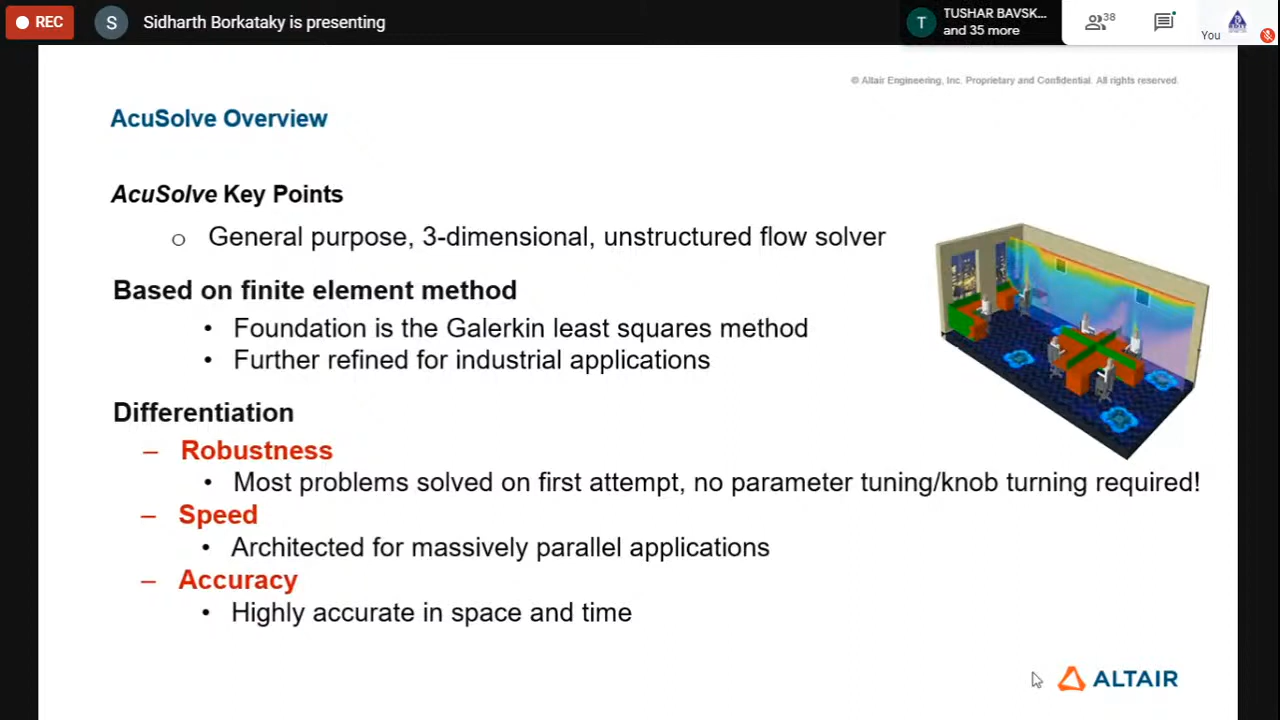 REC
S
Sidharth Borkataky is presenting
T
TUSHAR BAVSK...
and 35 more
38
You
© Altair Engineering, Inc. Proprietary and Confidential. All rights reserved.
AcuSolve Overview
AcuSolve Key Points
o General purpose, 3-dimensional, unstructured flow solver
Based on finite element method
• Foundation is the Galerkin least squares method
• Further refined for industrial applications
Differentiation
– Robustness
• Most problems solved on first attempt, no parameter tuning/knob turning required!
– Speed
• Architected for massively parallel applications
– Accuracy
• Highly accurate in space and time
ALTAIR